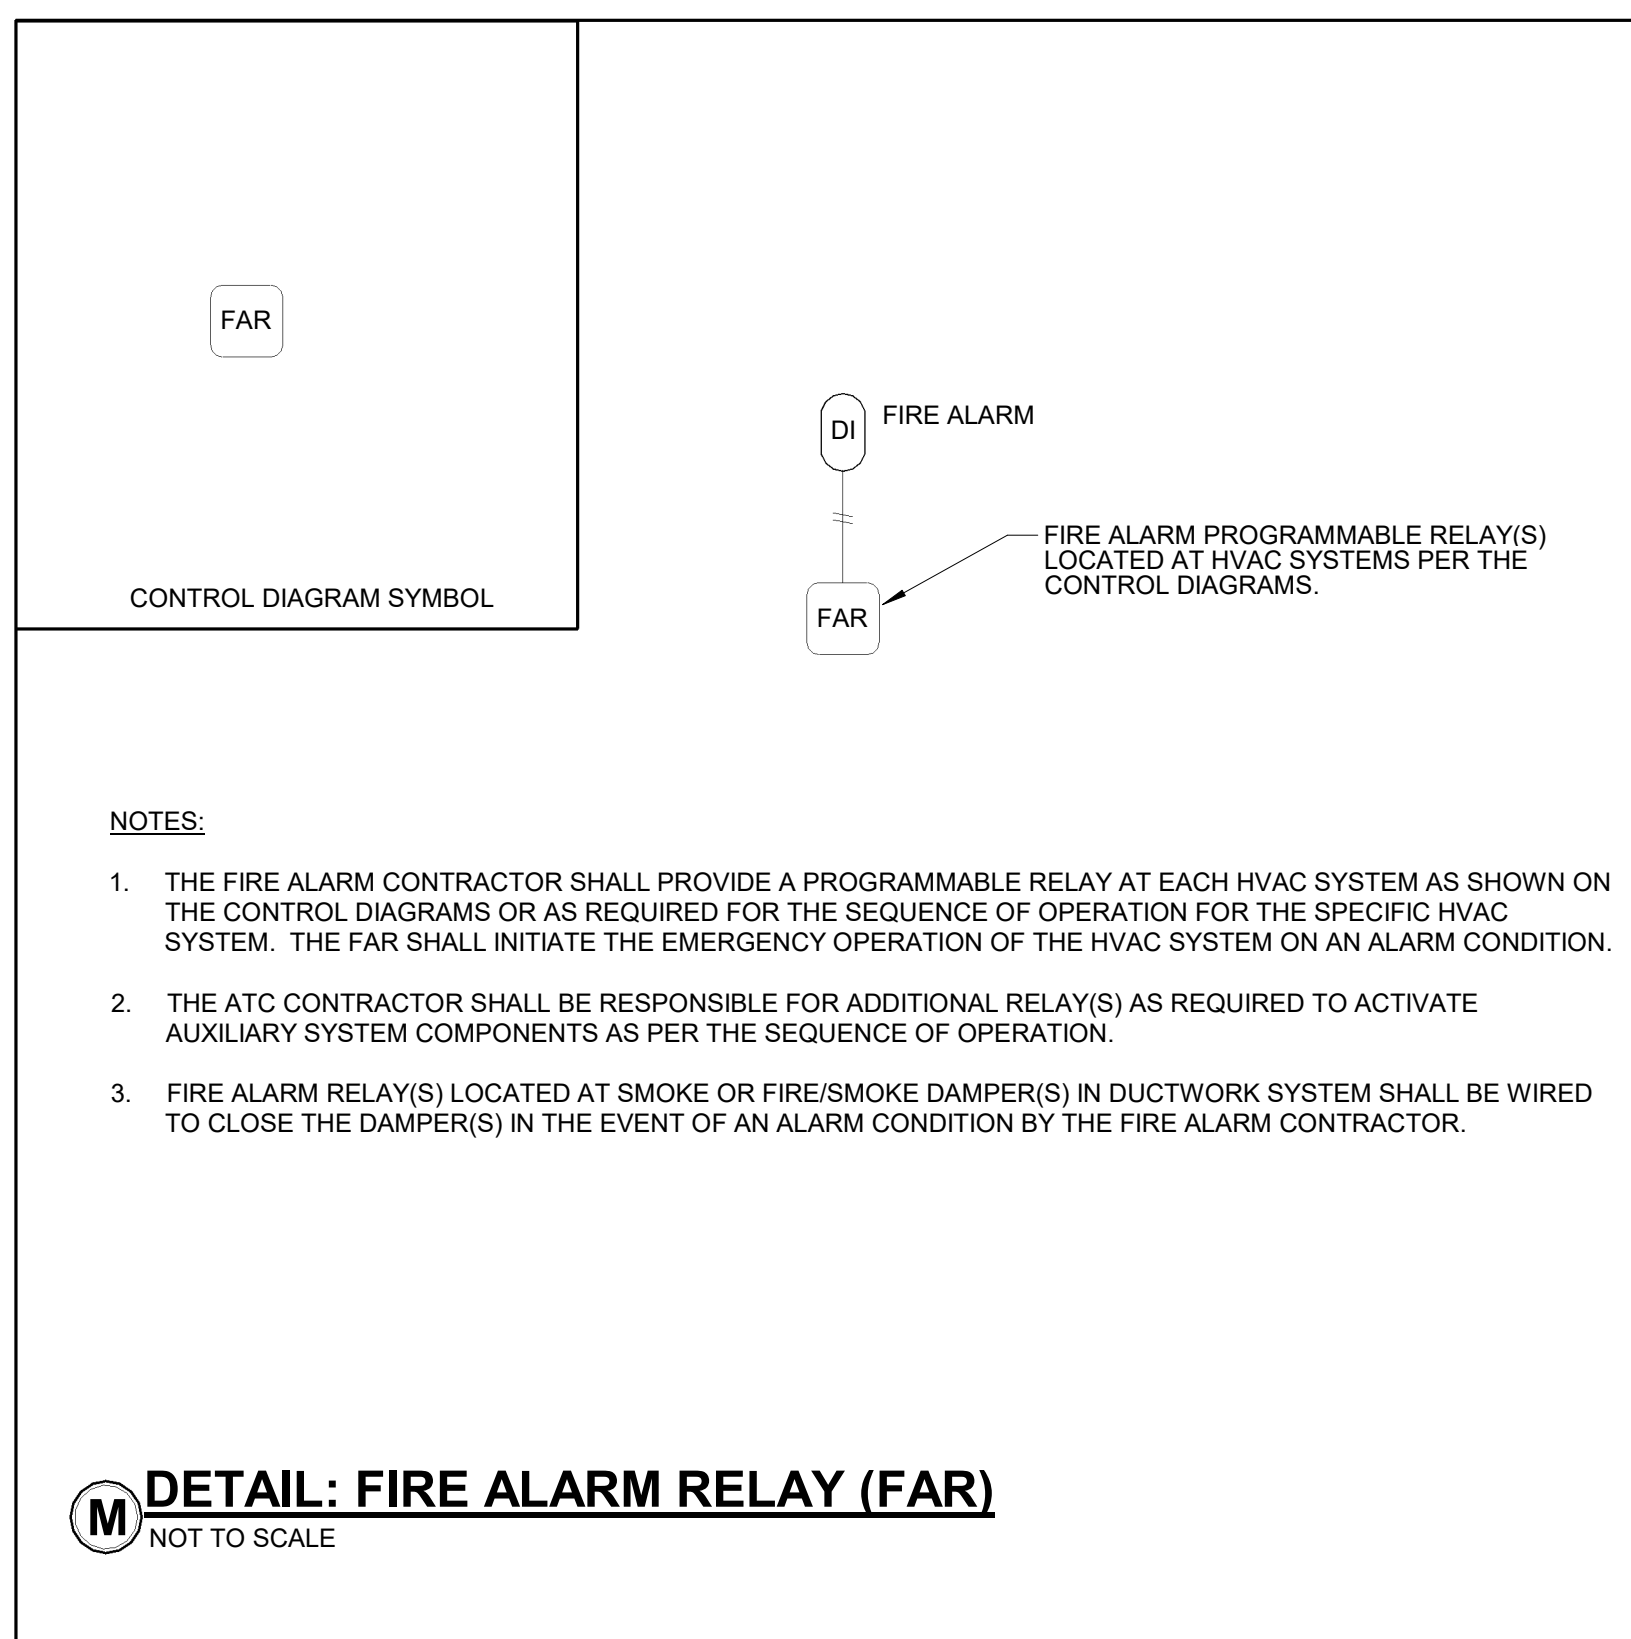 FAR
CONTROL DIAGRAM SYMBOL
DI
FIRE ALARM
FIRE ALARM PROGRAMMABLE RELAY(S)
LOCATED AT HVAC SYSTEMS PER THE
CONTROL DIAGRAMS.
FAR
NOTES:
1. THE FIRE ALARM CONTRACTOR SHALL PROVIDE A PROGRAMMABLE RELAY AT EACH HVAC SYSTEM AS SHOWN ON
THE CONTROL DIAGRAMS OR AS REQUIRED FOR THE SEQUENCE OF OPERATION FOR THE SPECIFIC HVAC
SYSTEM. THE FAR SHALL INITIATE THE EMERGENCY OPERATION OF THE HVAC SYSTEM ON AN ALARM CONDITION.
2. THE ATC CONTRACTOR SHALL BE RESPONSIBLE FOR ADDITIONAL RELAY(S) AS REQUIRED TO ACTIVATE
AUXILIARY SYSTEM COMPONENTS AS PER THE SEQUENCE OF OPERATION.
3. FIRE ALARM RELAY(S) LOCATED AT SMOKE OR FIRE/SMOKE DAMPER(S) IN DUCTWORK SYSTEM SHALL BE WIRED
TO CLOSE THE DAMPER(S) IN THE EVENT OF AN ALARM CONDITION BY THE FIRE ALARM CONTRACTOR.
M
DETAIL: FIRE ALARM RELAY (FAR)
NOT TO SCALE